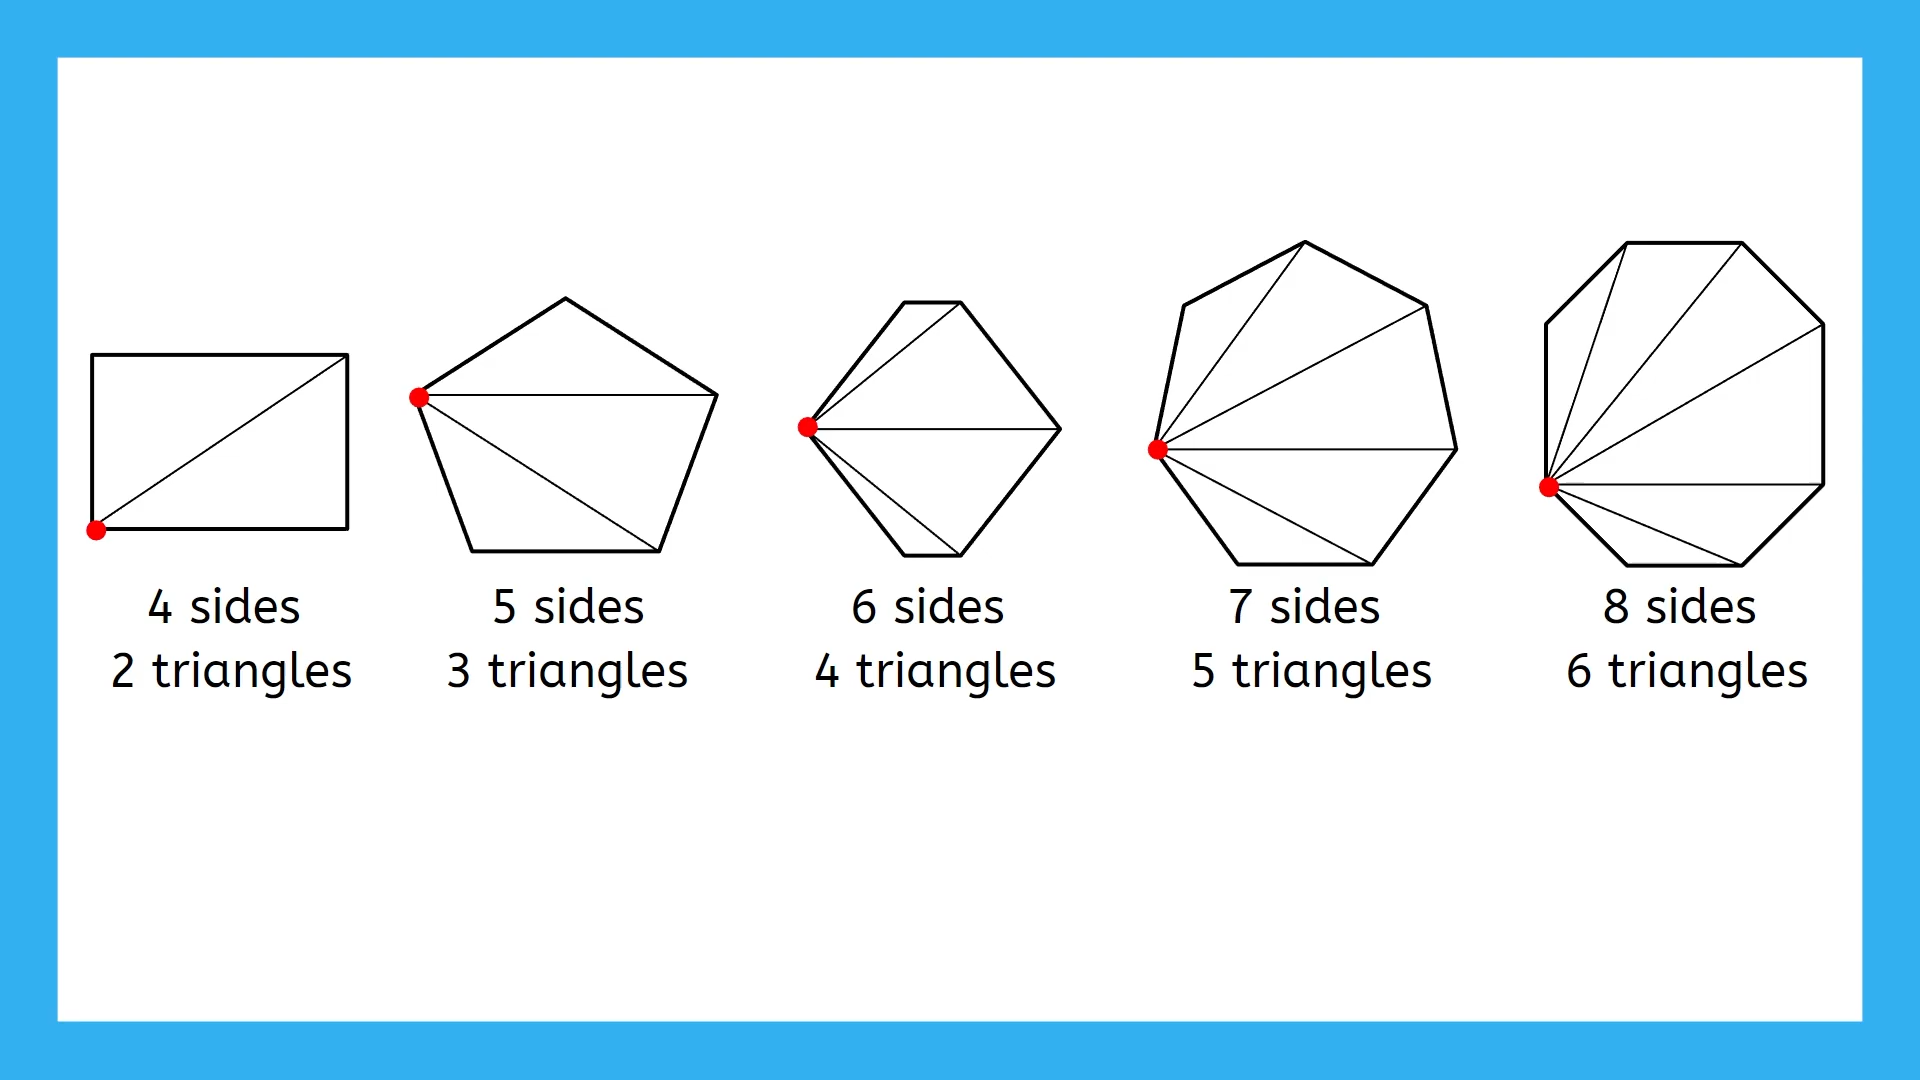 4 sides
2 triangles
5 sides
3 triangles
6 sides
4 triangles
7 sides
5 triangles
8 sides
6 triangles